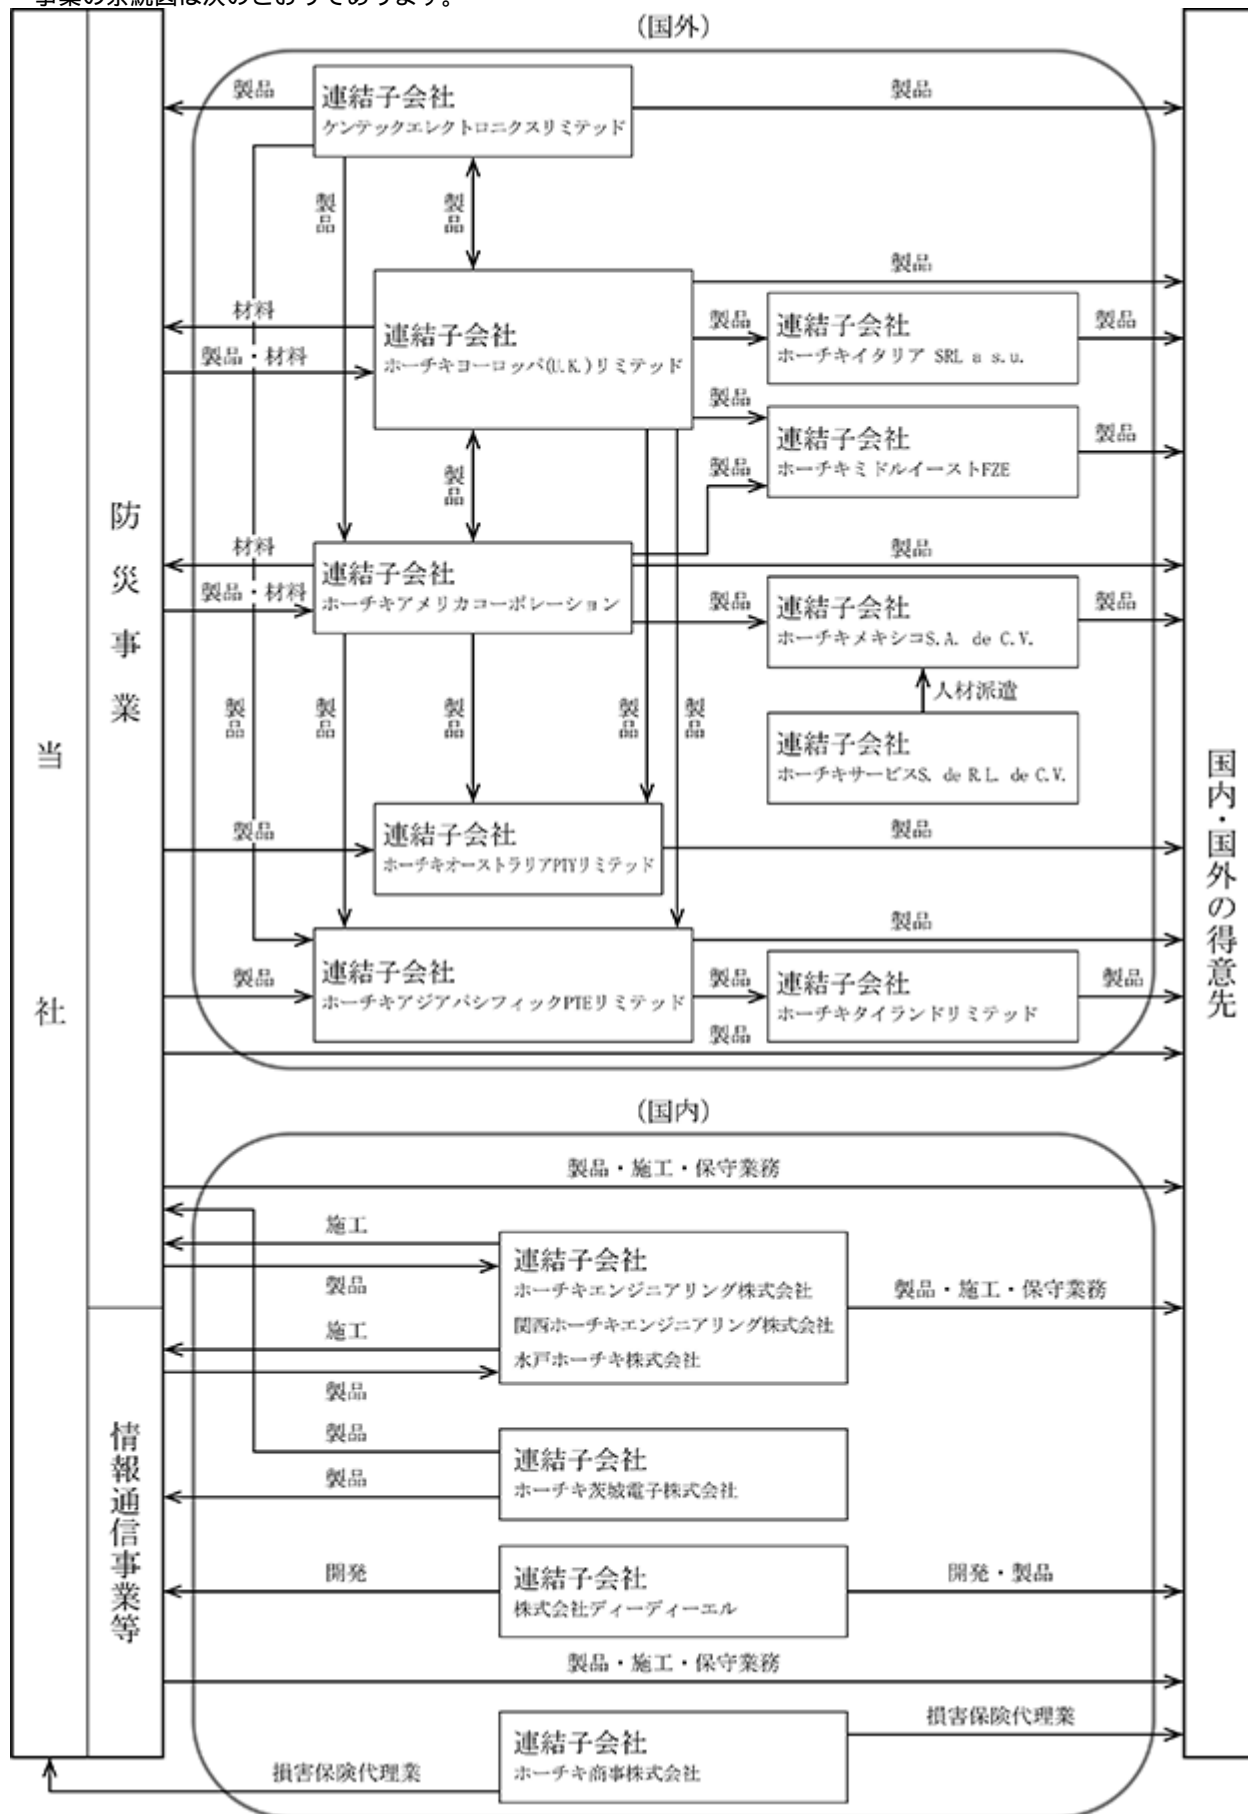 事業の系統図は次のとおりであります。
(国外)
製品
連結子会社
ケンテックエレクトロニクスリミテッド
製品
製品
製品
製品
材料
製品・材料
連結子会社
ホーチキヨーロッパ(U.K.)リミテッド
製品
連結子会社
ホーチキイタリア SRL a s.u.
製品
製品
連結子会社
ホーチキミドルイーストFZE
製品
製品
製品
防災事業
材料
製品・材料
連結子会社
ホーチキアメリカコーポレーション
製品
製品
連結子会社
ホーチキメキシコS.A. de C.V.
製品
人材派遣
連結子会社
ホーチキサービスS. de R.L. de C.V.
製品
製品
製品
製品
製品
当社
国内・国外の得意先
製品
連結子会社
ホーチキオーストラリアPTYリミテッド
製品
製品
連結子会社
ホーチキアジアパシフィックPTEリミテッド
製品
製品
連結子会社
ホーチキタイランドリミテッド
製品
製品
(国内)
製品・施工・保守業務
施工
製品
施工
製品
連結子会社
ホーチキエンジニアリング株式会社
関西ホーチキエンジニアリング株式会社
水戸ホーチキ株式会社
製品・施工・保守業務
情報通信事業等
製品
製品
連結子会社
ホーチキ茨城電子株式会社
開発
連結子会社
株式会社ディーディーエル
開発・製品
製品・施工・保守業務
損害保険代理業
連結子会社
ホーチキ商事株式会社
損害保険代理業